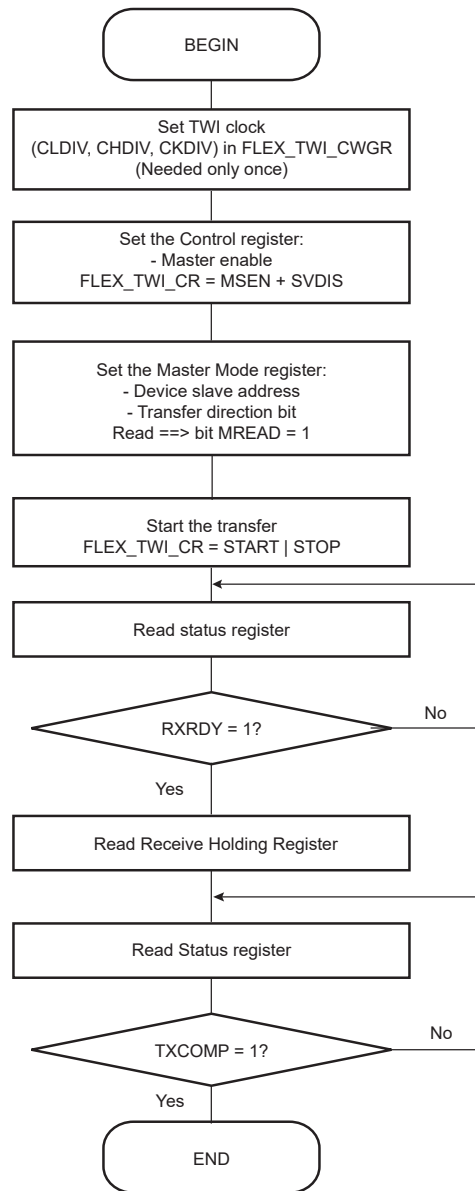 BEGIN
Set TWI clock
(CLDIV, CHDIV, CKDIV) in FLEX_TWI_CWGR
(Needed only once)
Set the Control register:
- Master enable
FLEX_TWI_CR = MSEN + SVDIS
Set the Master Mode register:
- Device slave address
- Transfer direction bit
Read ==> bit MREAD = 1
Start the transfer
FLEX_TWI_CR = START | STOP
Read status register
RXRDY = 1?
No
Yes
Read Receive Holding Register
Read Status register
TXCOMP = 1?
No
Yes
END